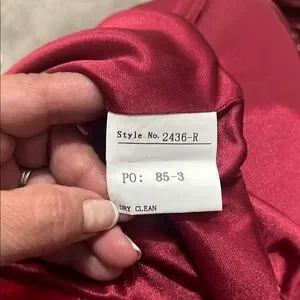 Style No. 2436-R
PO: 85-3
DRY CLEAN